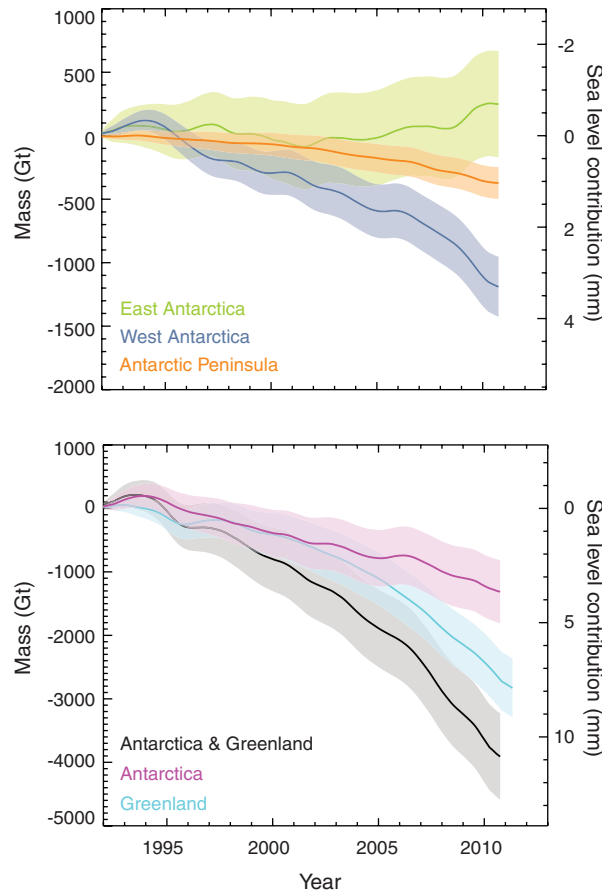 1000
500
0
-500
-1000
-1500
-2000
Mass (Gt)
-2
0
2
4
Sea level contribution (mm)
East Antarctica
West Antarctica
Antarctic Peninsula
1000
0
-1000
-2000
-3000
-4000
-5000
Mass (Gt)
0
5
10
Sea level contribution (mm)
Antarctica & Greenland
Antarctica
Greenland
1995
2000
2005
2010
Year